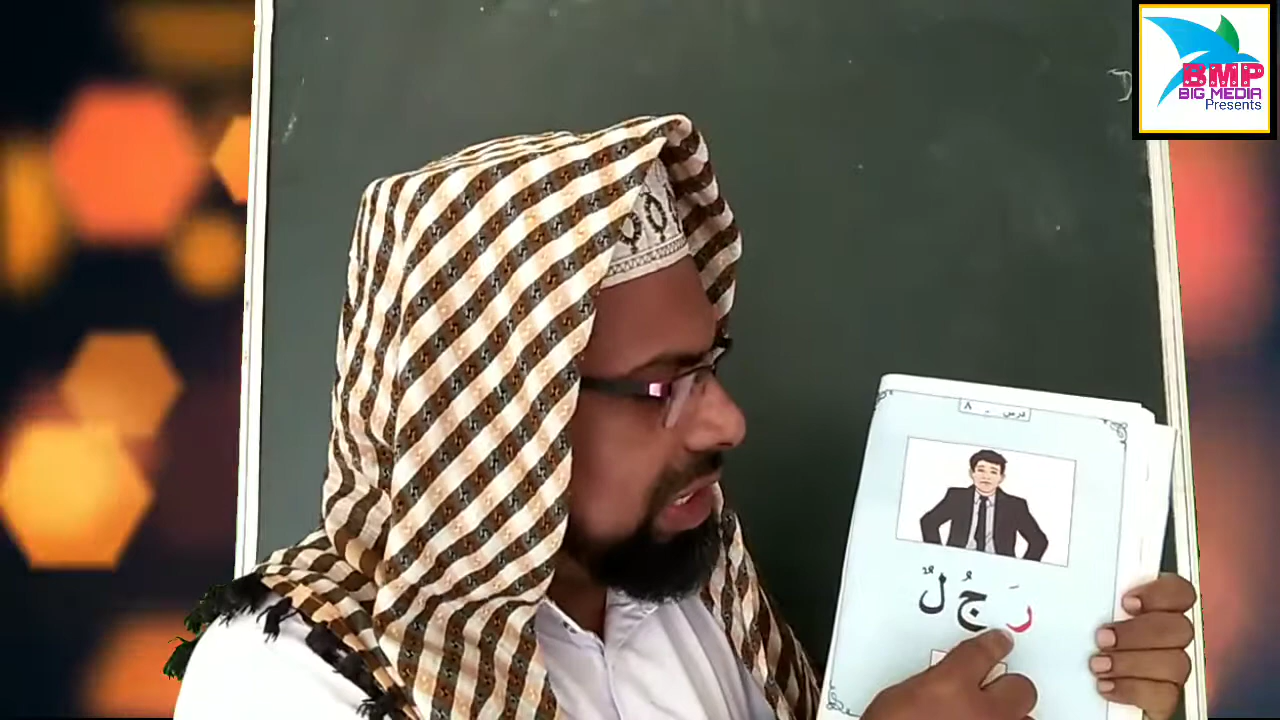 BMP
BIG MEDIA
Presents
درس - ٨
رَ جُ لٌ